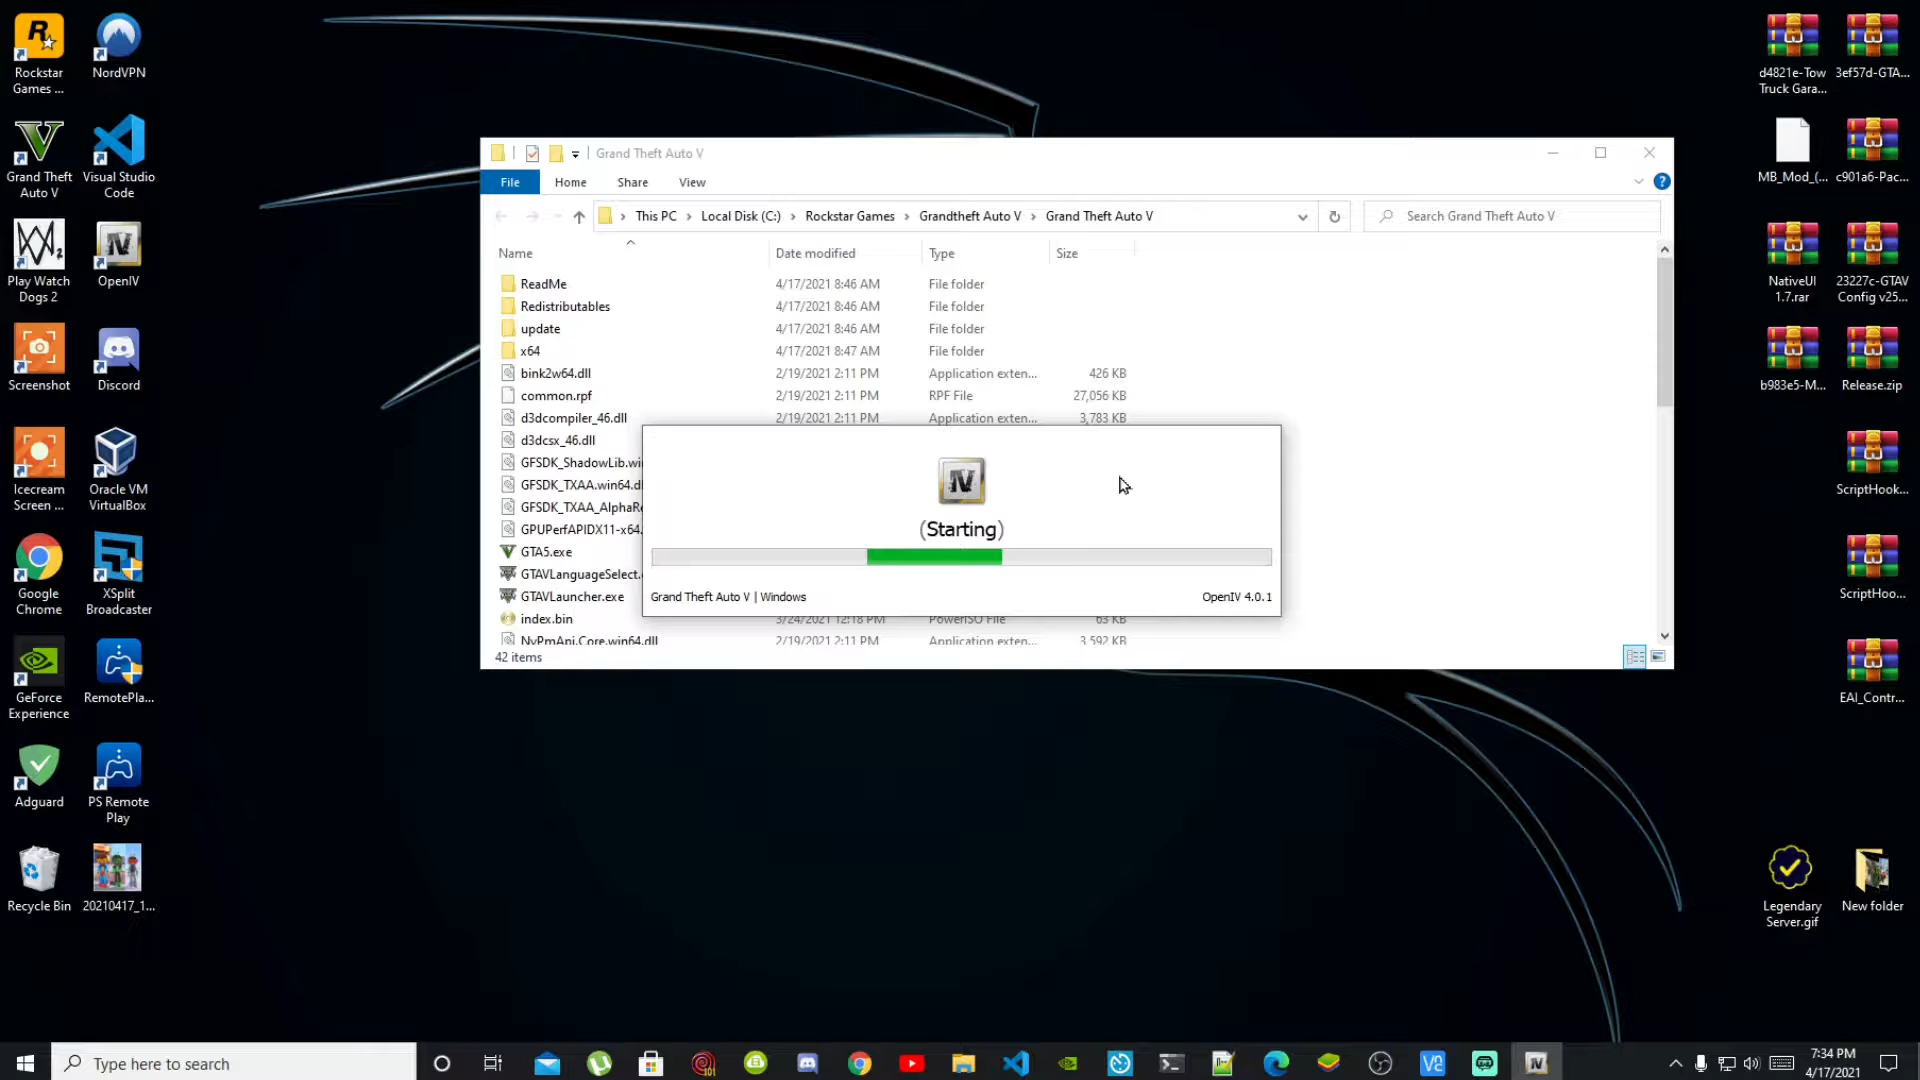 Rockstar
Games ...
NordVPN
Grand Theft
Auto V
Visual Studio
Code
Play Watch
Dogs 2
OpenIV
Screenshot
Discord
Icecream
Screen ...
Oracle VM
VirtualBox
Google
Chrome
XSplit
Broadcaster
GeForce
Experience
RemotePla...
Adguard
PS Remote
Play
Recycle Bin
20210417_1...
Grand Theft Auto V
File
Home
Share
View
This PC
Local Disk (C:)
Rockstar Games
Grandtheft Auto V
Grand Theft Auto V
Search Grand Theft Auto V
Name
Date modified
Type
Size
ReadMe 4/17/2021 8:46 AM File folder
Redistributables 4/17/2021 8:46 AM File folder
update 4/17/2021 8:46 AM File folder
x64 4/17/2021 8:47 AM File folder
bink2w64.dll 2/19/2021 2:11 PM Application exten... 426 KB
common.rpf 2/19/2021 2:11 PM RPF File 27,056 KB
d3dcompiler_46.dll 2/19/2021 2:11 PM Application exten... 3,783 KB
d3dcsx_46.dll
GFSDK_ShadowLib.wi
GFSDK_TXAA.win64.d
GFSDK_TXAA_AlphaR
GPUPerfAPIDX11-x64.
GTA5.exe
GTAVLanguageSelect.
GTAVLauncher.exe
index.bin 3/24/2021 12:18 PM PowerISO File 63 KB
NvPmApi.Core.win64.dll 2/19/2021 2:11 PM Application exten... 3,592 KB
42 items
(Starting)
Grand Theft Auto V | Windows
OpenIV 4.0.1
d4821e-Tow
Truck Gara...
3ef57d-GTA...
MB_Mod_(...
c901a6-Pac...
NativeUI
1.7.rar
23227c-GTAV
Config v25...
b983e5-M...
Release.zip
ScriptHook...
ScriptHoo...
EAI_Contr...
Legendary
Server.gif
New folder
Type here to search
7:34 PM
4/17/2021